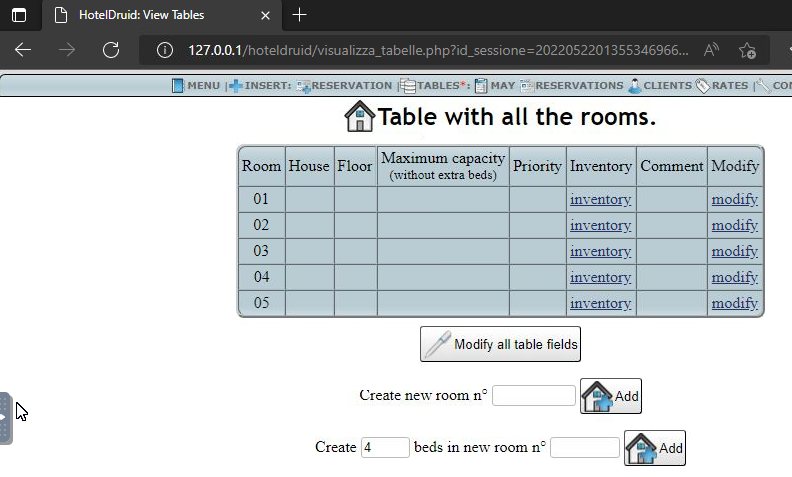 HotelDruid: View Tables
127.0.0.1/hoteldruid/visualizza_tabelle.php?id_sessione=2022052201355346966...
MENU | INSERT: RESERVATION | TABLES*: MAY RESERVATIONS CLIENTS RATES | CO
Table with all the rooms.
Room House Floor Maximum capacity (without extra beds) Priority Inventory Comment Modify
01 inventory modify
02 inventory modify
03 inventory modify
04 inventory modify
05 inventory modify
Modify all table fields
Create new room n° Add
Create 4 beds in new room n° Add